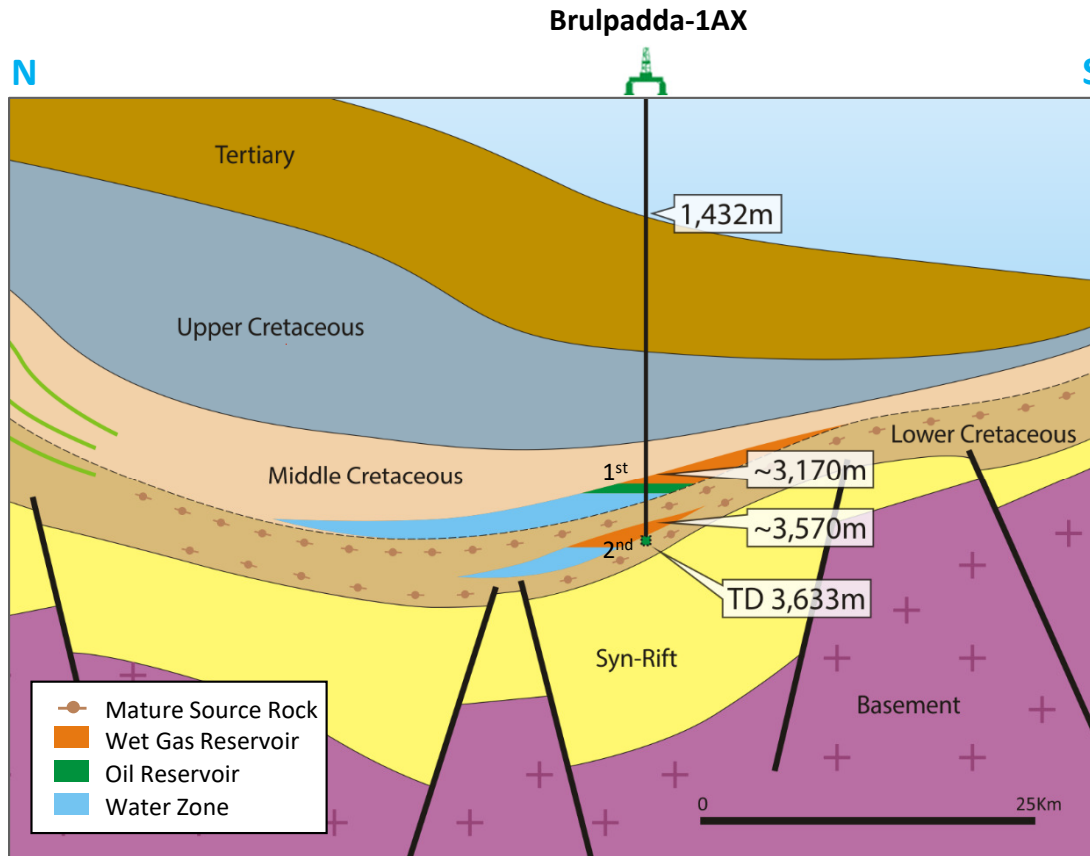 Brulpadda-1AX
N
S
Tertiary
1,432m
Upper Cretaceous
Lower Cretaceous
1st
~3,170m
Middle Cretaceous
~3,570m
2nd
TD 3,633m
Syn-Rift
Mature Source Rock
Wet Gas Reservoir
Oil Reservoir
Water Zone
Basement
0
25Km